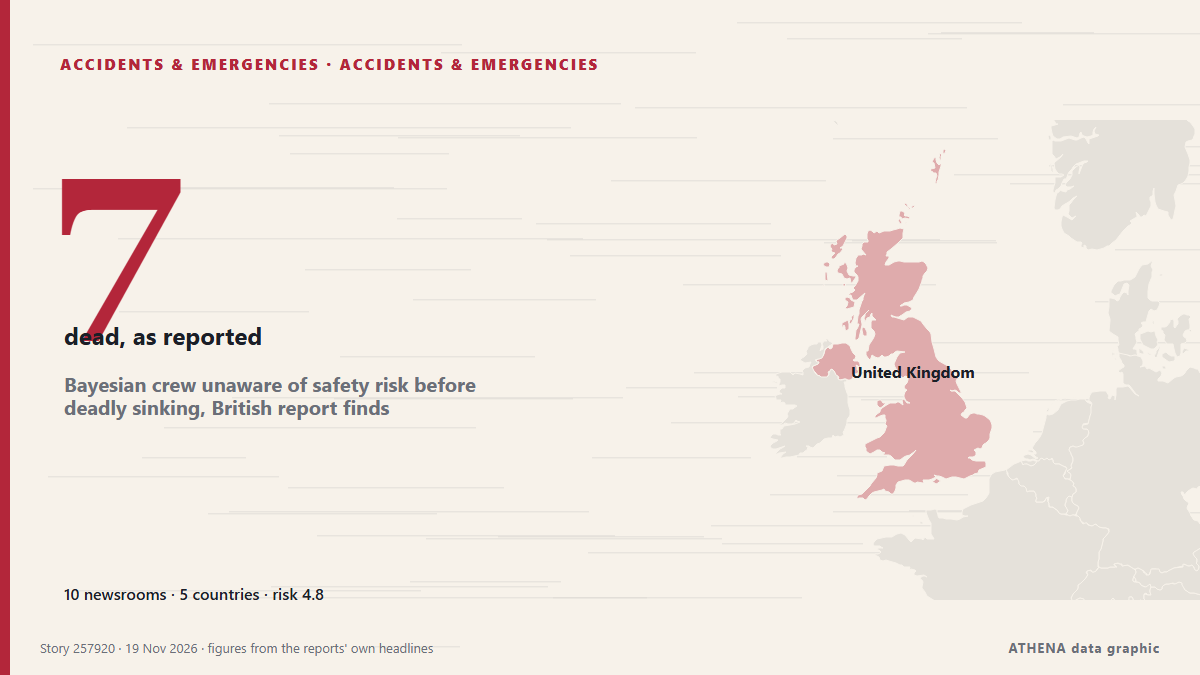 ACCIDENTS & EMERGENCIES · ACCIDENTS & EMERGENCIES
7
dead, as reported
Bayesian crew unaware of safety risk before
deadly sinking, British report finds
United Kingdom
10 newsrooms · 5 countries · risk 4.8
Story 257920 · 19 Nov 2026 · figures from the reports' own headlines
ATHENA data graphic